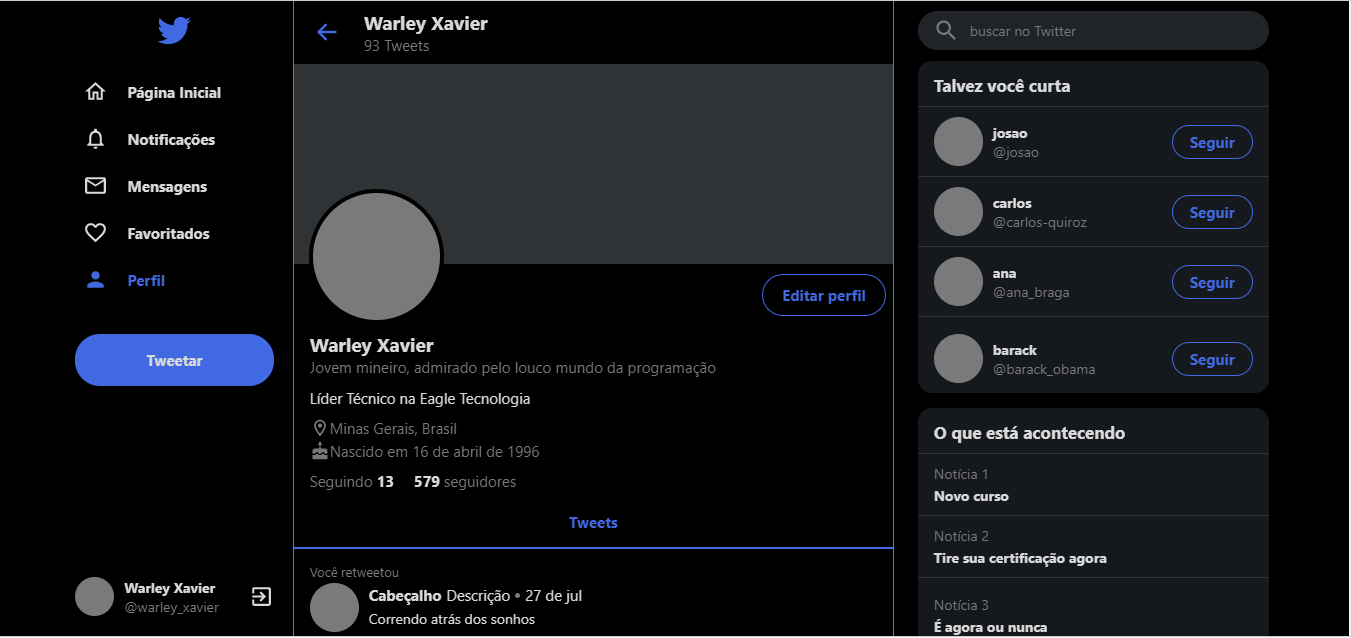 Página Inicial
Notificações
Mensagens
Favoritados
Perfil
Tweetar
Warley Xavier
@warley_xavier
Warley Xavier
93 Tweets
Editar perfil
Warley Xavier
Jovem mineiro, admirado pelo louco mundo da programação
Líder Técnico na Eagle Tecnologia
Minas Gerais, Brasil
Nascido em 16 de abril de 1996
Seguindo 13 579 seguidores
Tweets
Você retweetou
Cabeçalho Descrição • 27 de jul
Correndo atrás dos sonhos
buscar no Twitter
Talvez você curta
josao
@josao
Seguir
carlos
@carlos-quiroz
Seguir
ana
@ana_braga
Seguir
barack
@barack_obama
Seguir
O que está acontecendo
Notícia 1
Novo curso
Notícia 2
Tire sua certificação agora
Notícia 3
É agora ou nunca